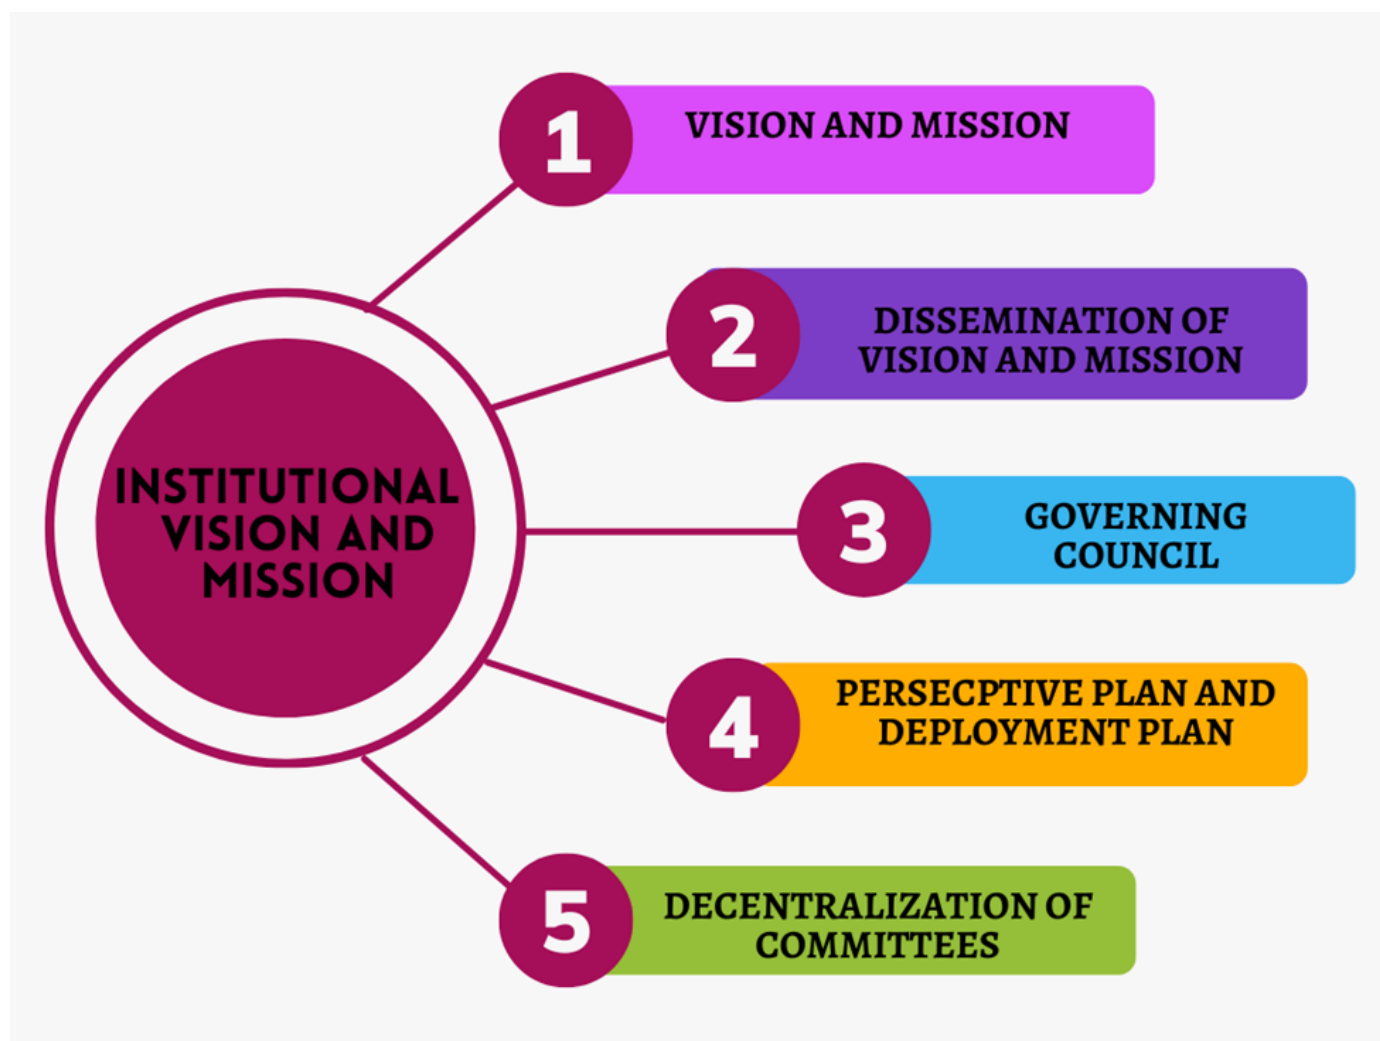 1
VISION AND MISSION
2
DISSEMINATION OF
VISION AND MISSION
INSTITUTIONAL
VISION AND
MISSION
3
GOVERNING
COUNCIL
4
PERSECPTIVE PLAN AND
DEPLOYMENT PLAN
5
DECENTRALIZATION OF
COMMITTEES